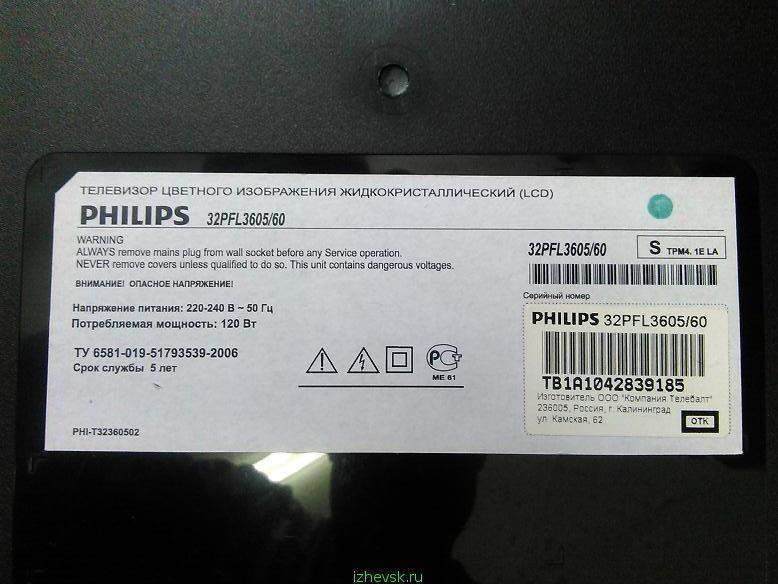 ТЕЛЕВИЗОР ЦВЕТНОГО ИЗОБРАЖЕНИЯ ЖИДКОКРИСТАЛЛИЧЕСКИЙ (LCD)
PHILIPS 32PFL3605/60
WARNING
ALWAYS remove mains plug from wall socket before any Service operation.
NEVER remove covers unless qualified to do so. This unit contains dangerous voltages.
ВНИМАНИЕ! ОПАСНОЕ НАПРЯЖЕНИЕ!
Напряжение питания: 220-240 В ~ 50 Гц
Потребляемая мощность: 120 Вт
ТУ 6581-019-51793539-2006
Срок службы 5 лет
РСТ
МЕ 61
PHI-T32360502
32PFL3605/60
S TPM4. 1E LA
Серийный номер
PHILIPS 32PFL3605/60
TB1A1042839185
Изготовитель ООО "Компания Телебалт"
236005, Россия, г. Калининград
ул. Камская, 62
ОТК
izhevsk.ru